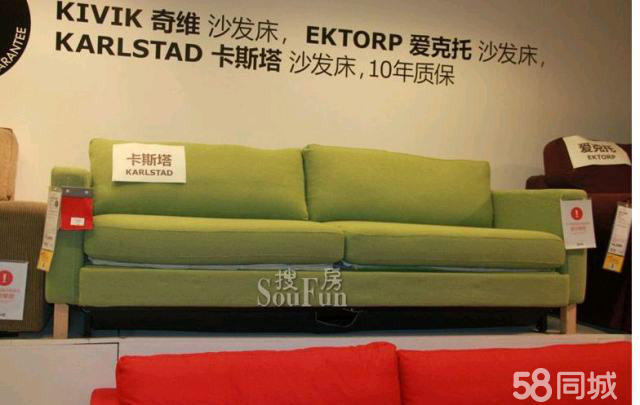 ARANTEE
KIVIK 奇维 沙发床， EKTORP 爱克托 沙发床，
KARLSTAD 卡斯塔 沙发床，10年质保
卡斯塔
KARLSTAD
爱克托
EKTORP
搜房
SouFun
58同城